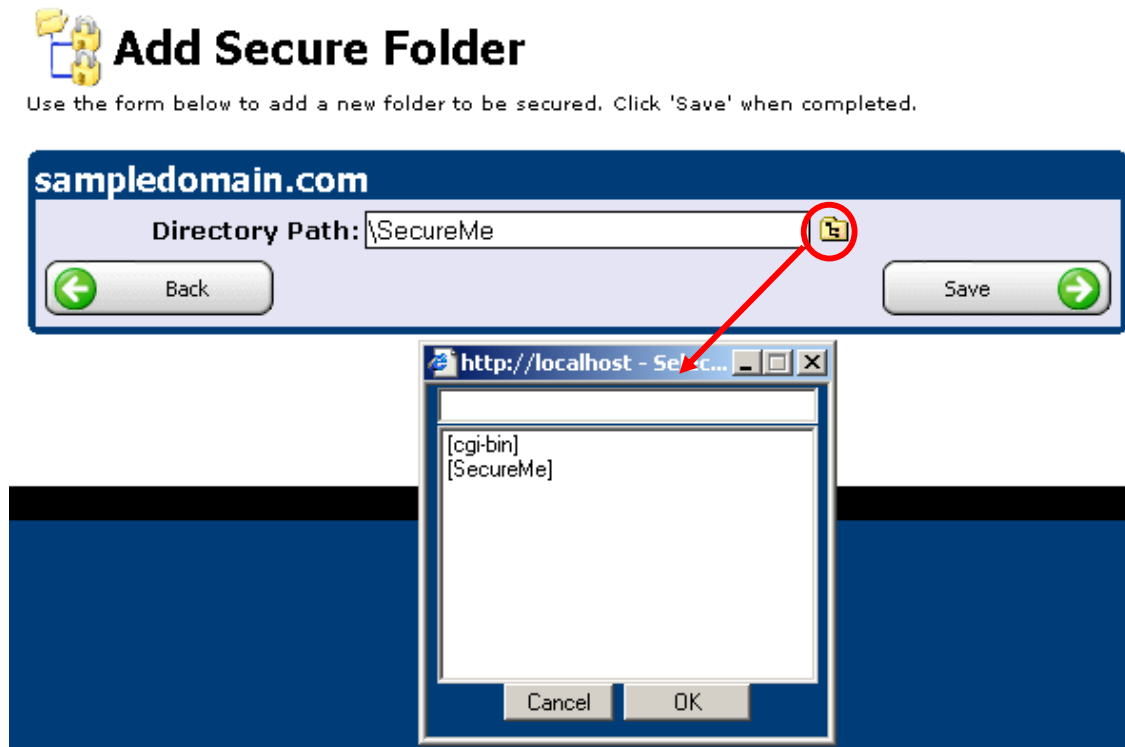 Add Secure Folder
Use the form below to add a new folder to be secured. Click 'Save' when completed.
sampledomain.com
Directory Path: \SecureMe
Back
Save
http://localhost - Selec...
[cgi-bin]
[SecureMe]
Cancel
OK